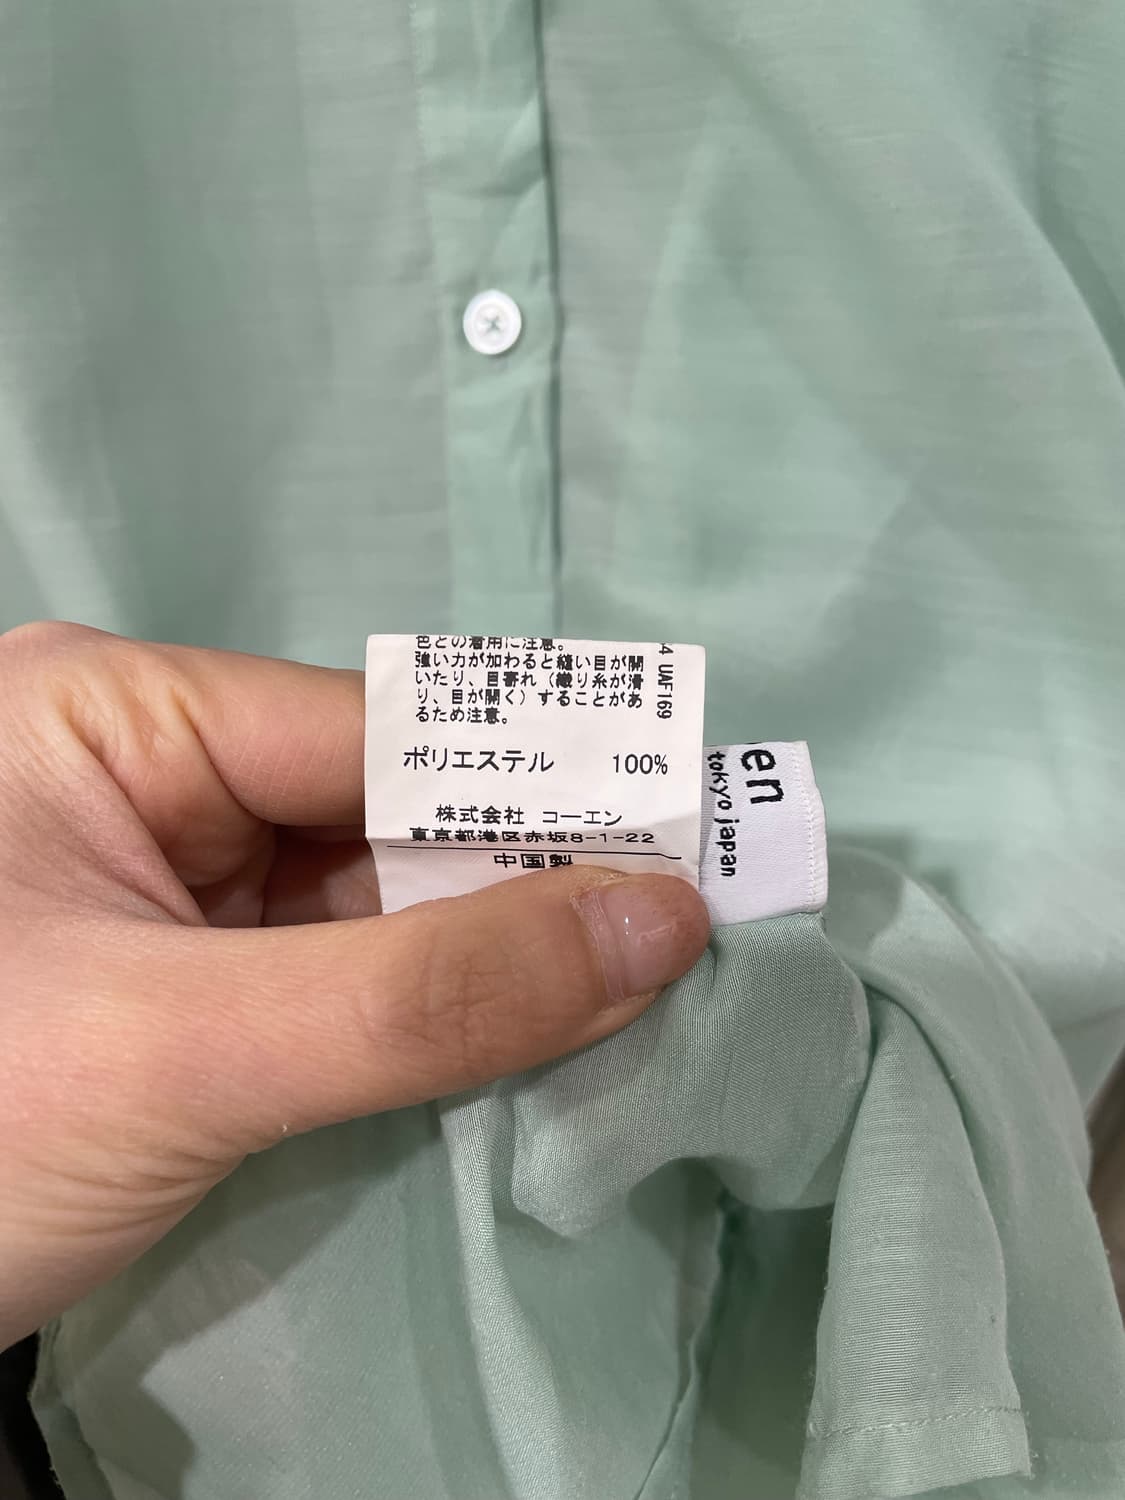 色との着用に注意。
強い力が加わると縫い目が開
いたり、目寄れ（織り糸が滑
り、目が開く）することがあ
るため注意。
4 UAF169
ポリエステル 100%
株式会社 コーエン
東京都港区赤坂8-1-22
中国製
en
tokyo japan